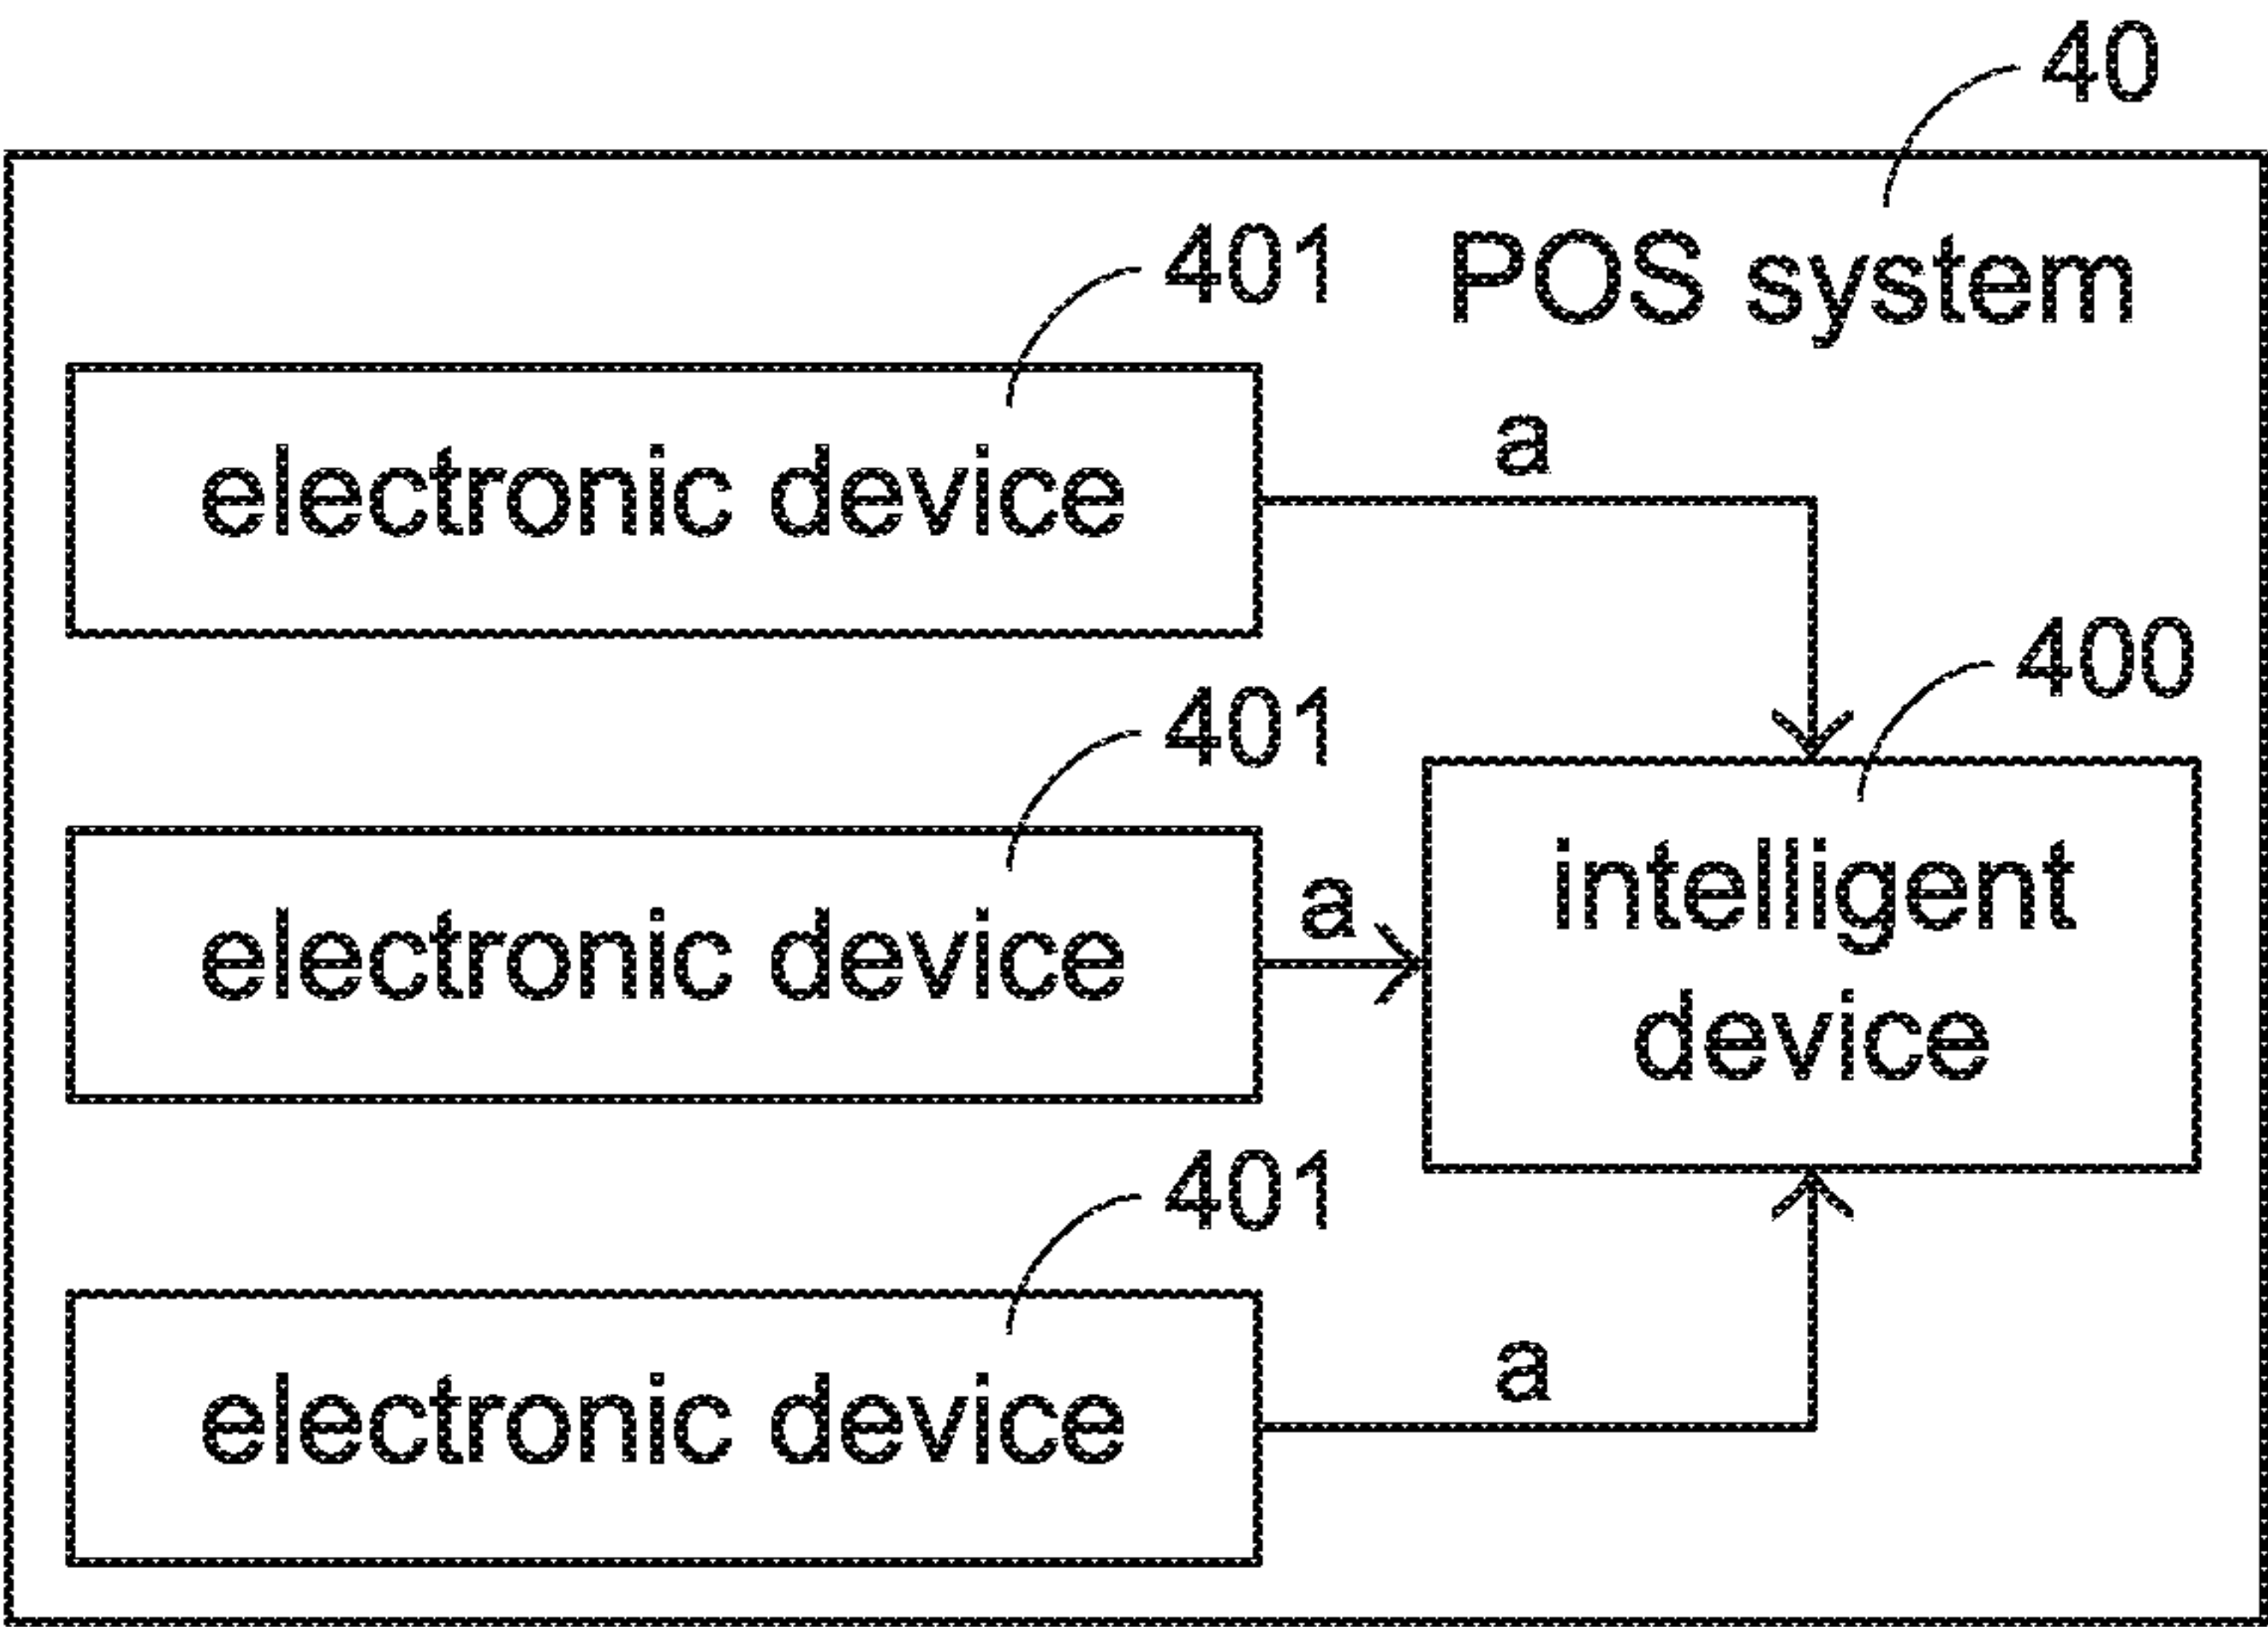 40
POS system
401
electronic device
a
400
401
electronic device
a
intelligent
device
401
electronic device
a